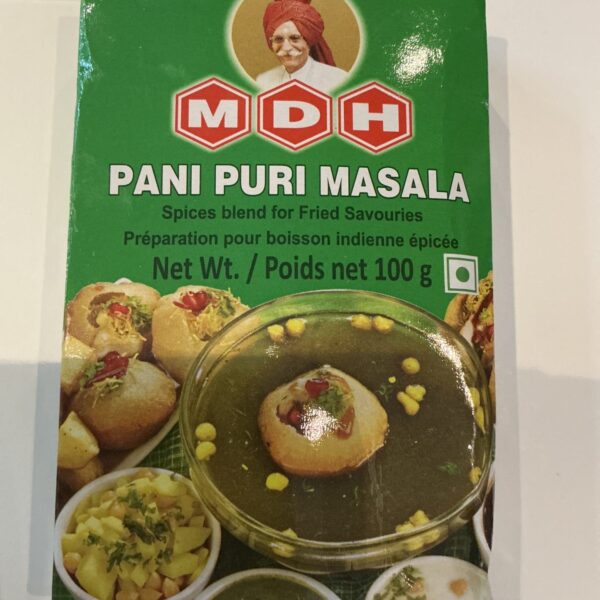 MDH
PANI PURI MASALA
Spices blend for Fried Savouries
Préparation pour boisson indienne épicée
Net Wt. / Poids net 100 g